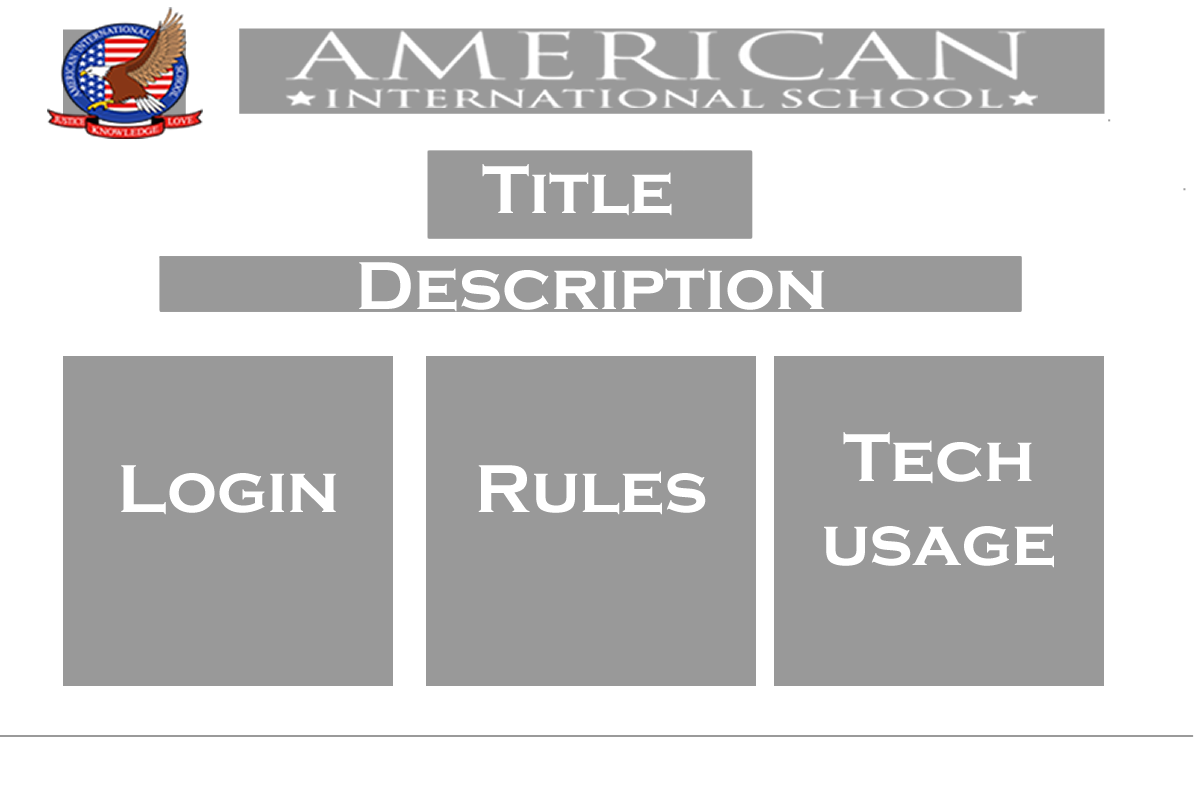 AMERICAN INTERNATIONAL SCHOOL
JUSTICE KNOWLEDGE LOVE
AMERICAN
★INTERNATIONAL SCHOOL★
TITLE
DESCRIPTION
LOGIN
RULES
TECH
USAGE